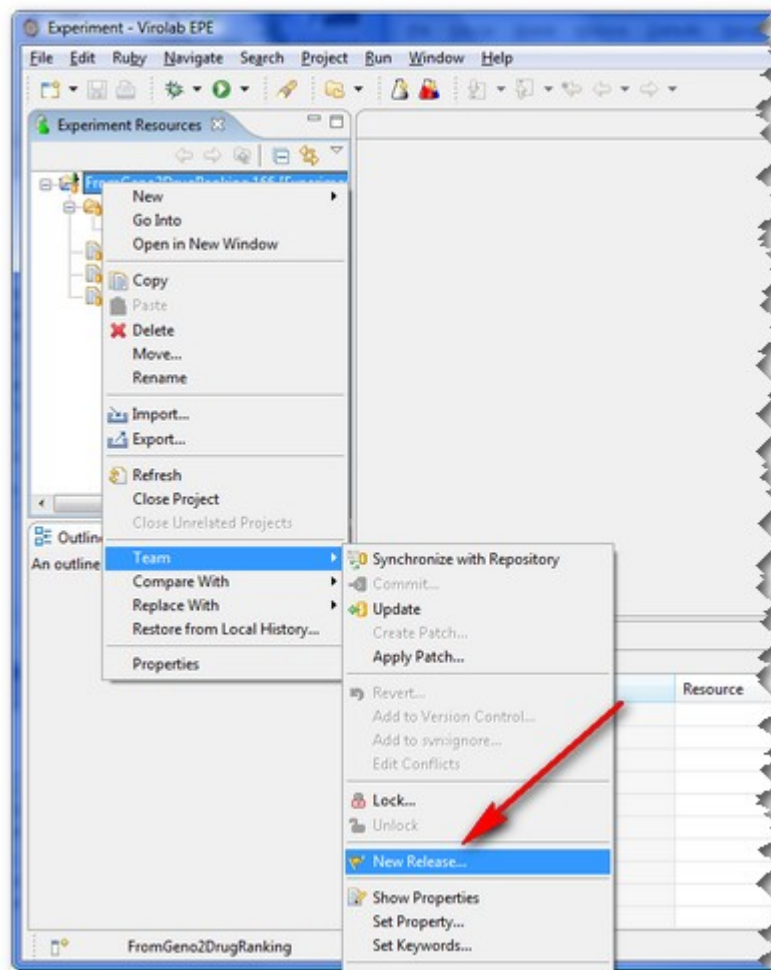 Experiment - Virolab EPE
File Edit Ruby Navigate Search Project Run Window Help
Experiment Resources
FromGeno2DrugRanking 166 [Experime
New
Go Into
Open in New Window
Copy
Paste
Delete
Move...
Rename
Import...
Export...
Refresh
Close Project
Close Unrelated Projects
Outline
An outline
Team
Compare With
Replace With
Restore from Local History...
Properties
Synchronize with Repository
Commit...
Update
Create Patch...
Apply Patch...
Revert...
Add to Version Control...
Add to svn:ignore...
Edit Conflicts
Lock...
Unlock
New Release...
Show Properties
Set Property...
Set Keywords...
Resource
FromGeno2DrugRanking